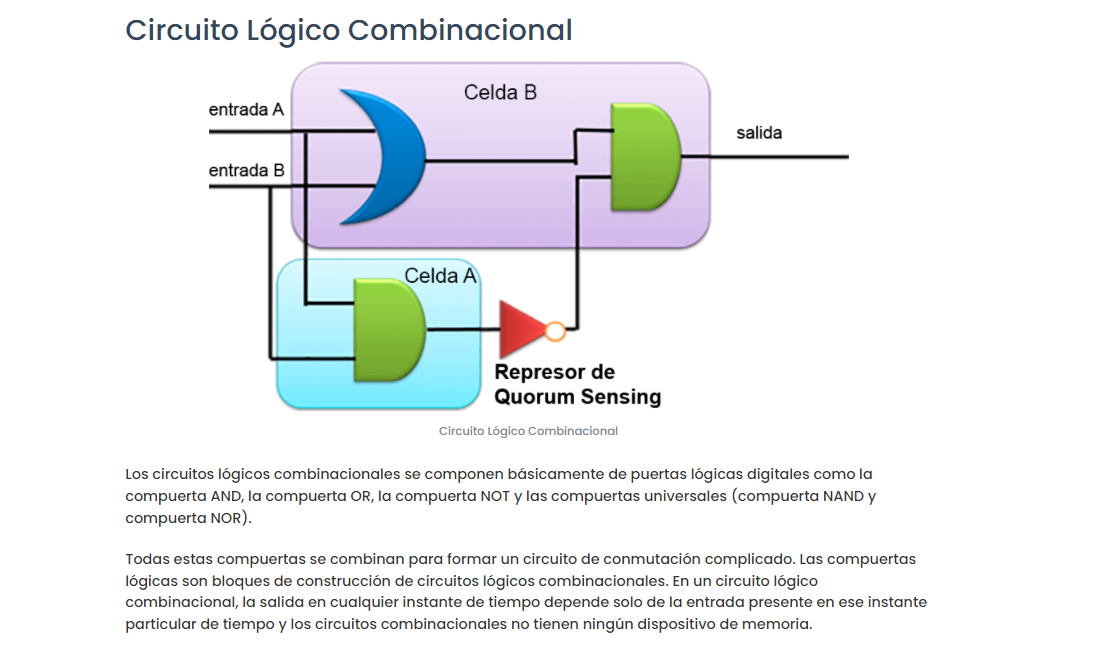 Circuito Lógico Combinacional
Celda B
entrada A
salida
entrada B
Celda A
Represor de
Quorum Sensing
Circuito Lógico Combinacional
Los circuitos lógicos combinacionales se componen básicamente de puertas lógicas digitales como la
compuerta AND, la compuerta OR, la compuerta NOT y las compuertas universales (compuerta NAND y
compuerta NOR).
Todas estas compuertas se combinan para formar un circuito de conmutación complicado. Las compuertas
lógicas son bloques de construcción de circuitos lógicos combinacionales. En un circuito lógico
combinacional, la salida en cualquier instante de tiempo depende solo de la entrada presente en ese instante
particular de tiempo y los circuitos combinacionales no tienen ningún dispositivo de memoria.